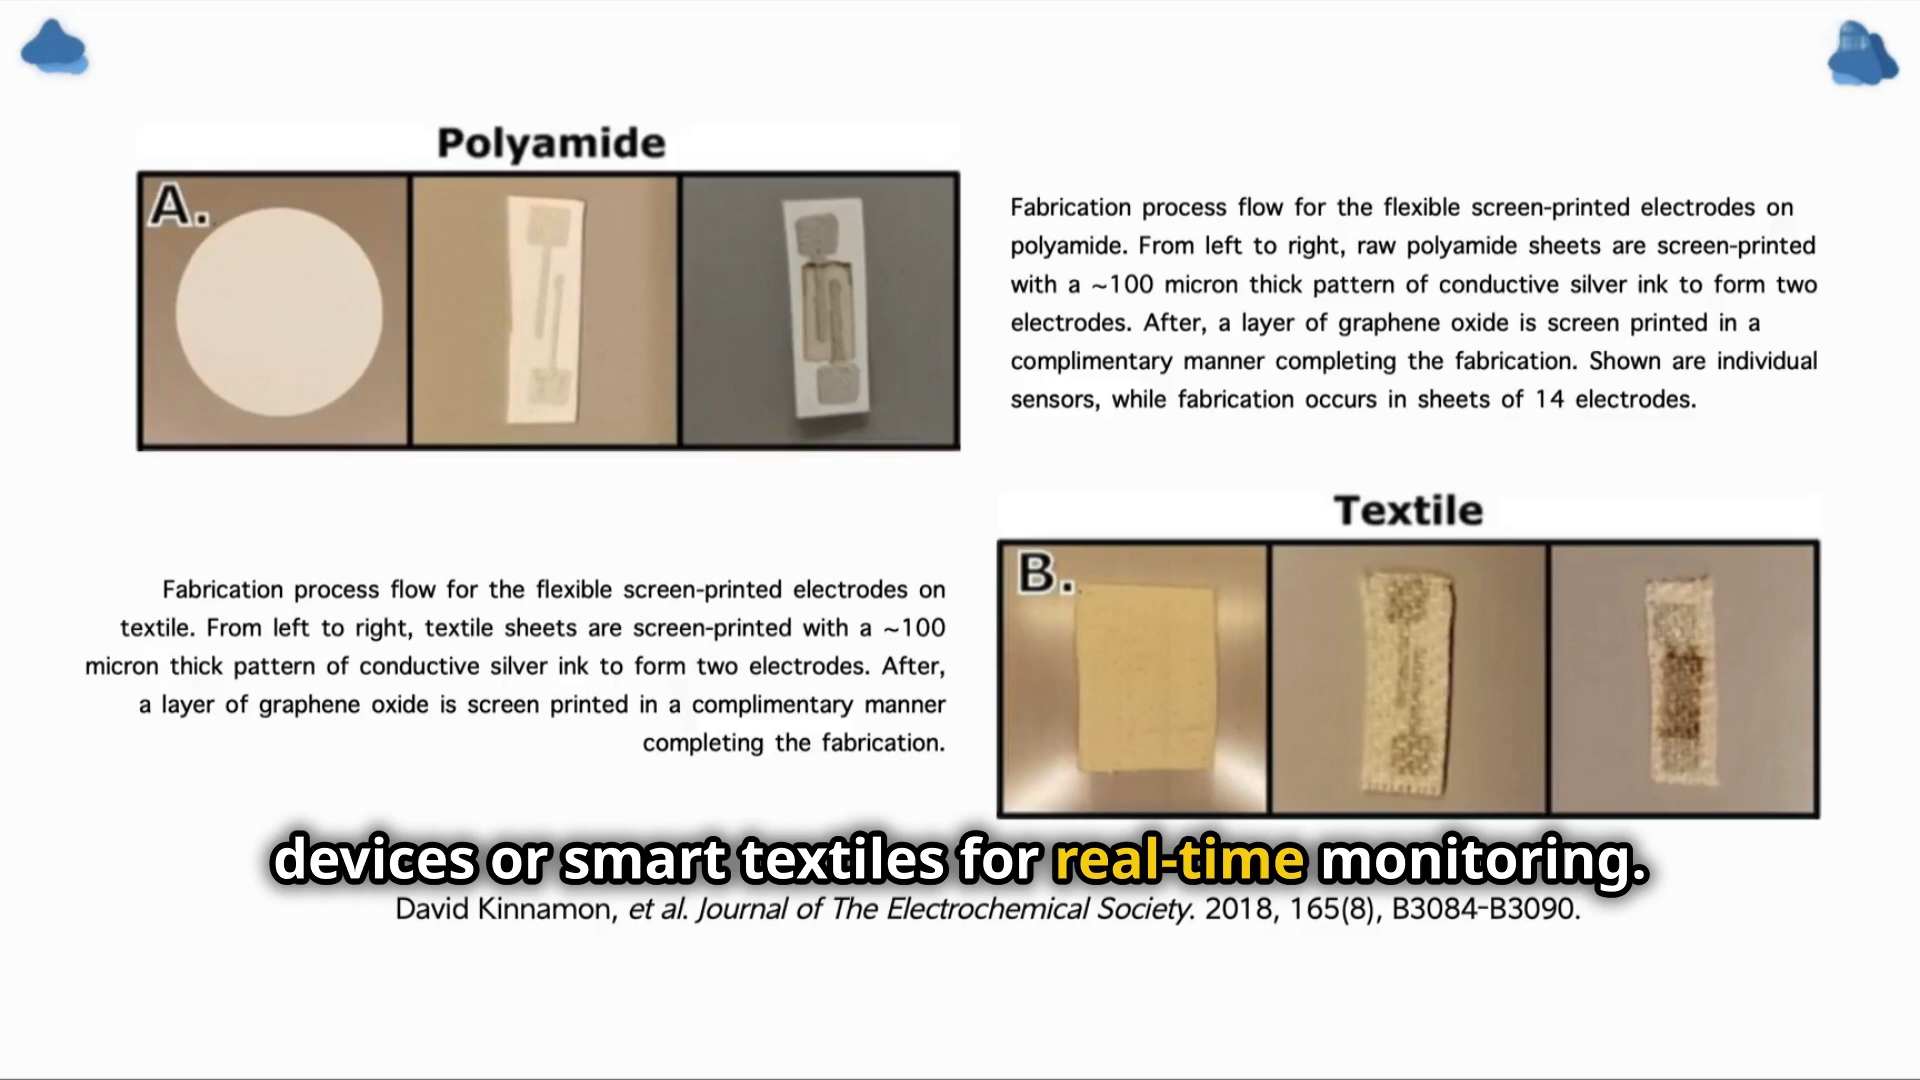 Polyamide
A.
Fabrication process flow for the flexible screen-printed electrodes on
polyamide. From left to right, raw polyamide sheets are screen-printed
with a ~100 micron thick pattern of conductive silver ink to form two
electrodes. After, a layer of graphene oxide is screen printed in a
complimentary manner completing the fabrication. Shown are individual
sensors, while fabrication occurs in sheets of 14 electrodes.
Textile
B.
Fabrication process flow for the flexible screen-printed electrodes on
textile. From left to right, textile sheets are screen-printed with a ~100
micron thick pattern of conductive silver ink to form two electrodes. After,
a layer of graphene oxide is screen printed in a complimentary manner
completing the fabrication.
devices or smart textiles for real-time monitoring.
David Kinnamon, et al. Journal of The Electrochemical Society. 2018, 165(8), B3084-B3090.